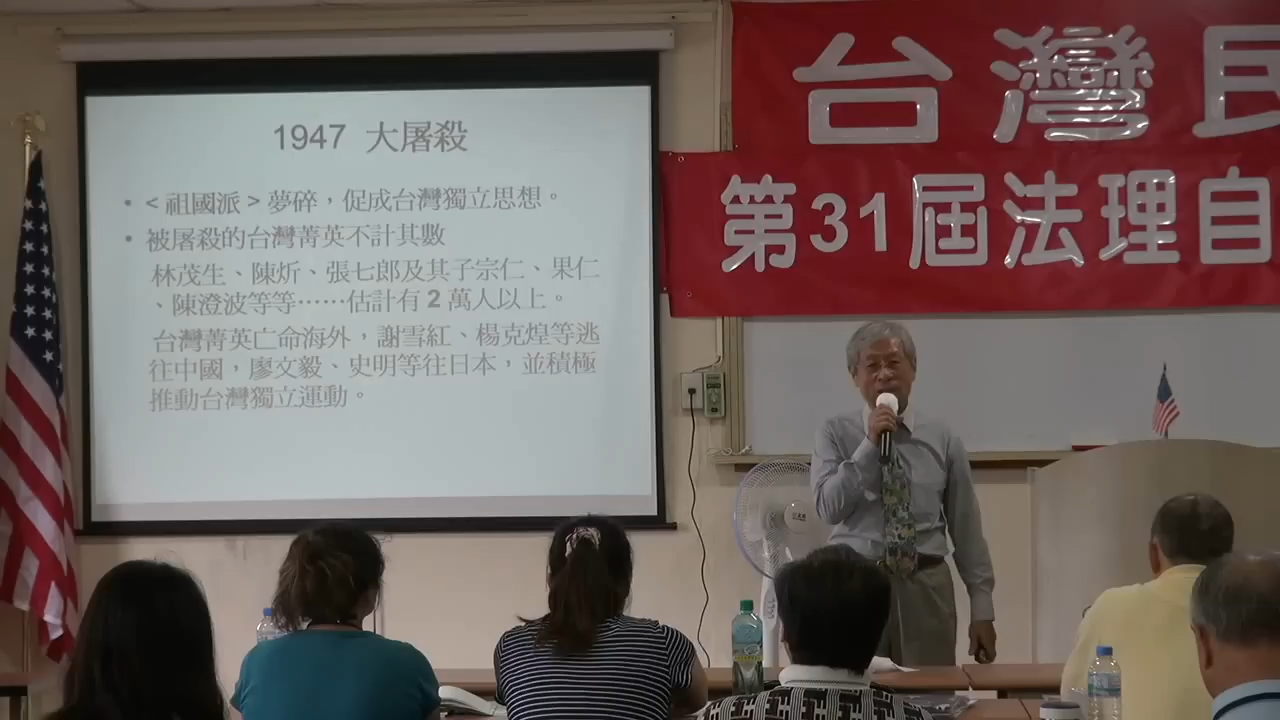 1947 大屠殺
• < 祖國派 > 夢碎，促成台灣獨立思想。
• 被屠殺的台灣菁英不計其數
林茂生、陳炘、張七郎及其子宗仁、果仁
、陳澄波等等⋯⋯估計有 2 萬人以上。
台灣菁英亡命海外，謝雪紅、楊克煌等逃
往中國，廖文毅、史明等往日本，並積極
推動台灣獨立運動。
台灣民
第31屆法理自